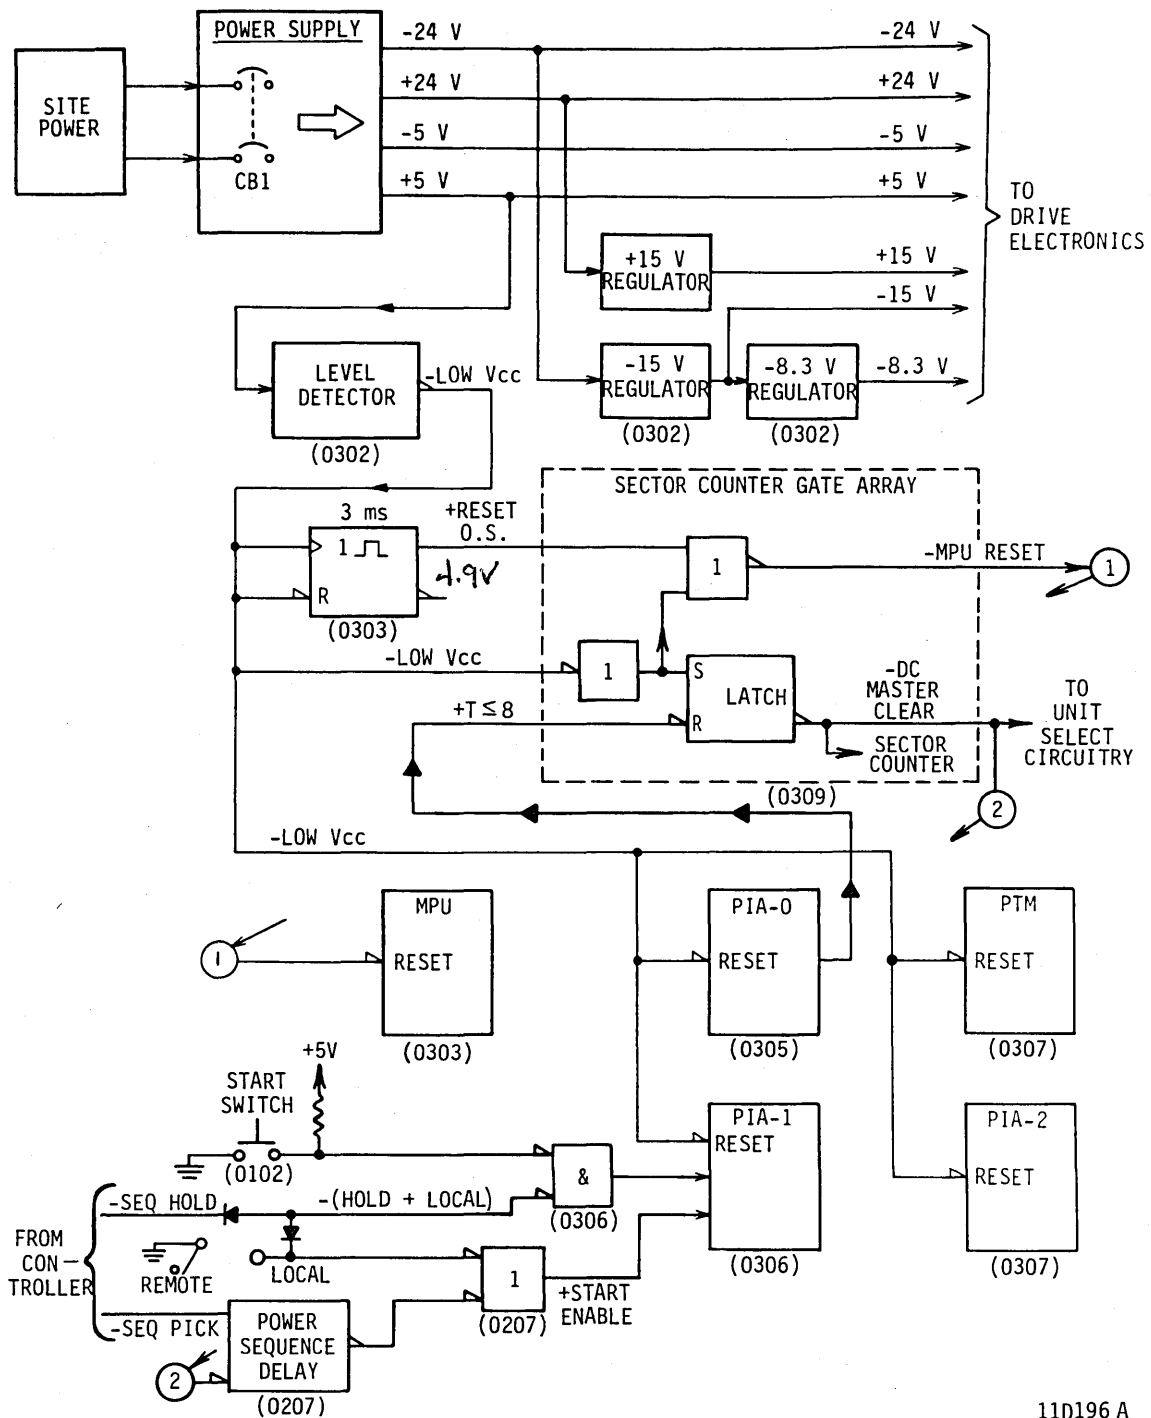 POWER SUPPLY
-24 V
-24 V
+24 V
+24 V
-5 V
-5 V
+5 V
+5 V
SITE
POWER
CB1
TO
DRIVE
ELECTRONICS
+15 V
REGULATOR
+15 V
-15 V
-15 V
REGULATOR
(0302)
-8.3 V
REGULATOR
(0302)
-8.3 V
LEVEL
DETECTOR
(0302)
-LOW Vcc
SECTOR COUNTER GATE ARRAY
3 ms
1
R
(0303)
+RESET
O.S.
4.9V
1
-MPU RESET
1
-LOW Vcc
1
S
LATCH
R
+T≤8
-DC
MASTER
CLEAR
SECTOR
COUNTER
TO
UNIT
SELECT
CIRCUITRY
(0309)
2
-LOW Vcc
MPU
RESET
(0303)
1
PIA-0
RESET
(0305)
PTM
RESET
(0307)
+5V
START
SWITCH
(0102)
&
(0306)
PIA-1
RESET
(0306)
PIA-2
RESET
(0307)
FROM
CON-
TROLLER
-SEQ HOLD
-(HOLD + LOCAL)
REMOTE
LOCAL
1
(0207)
+START
ENABLE
-SEQ PICK
POWER
SEQUENCE
DELAY
(0207)
2
11D196 A